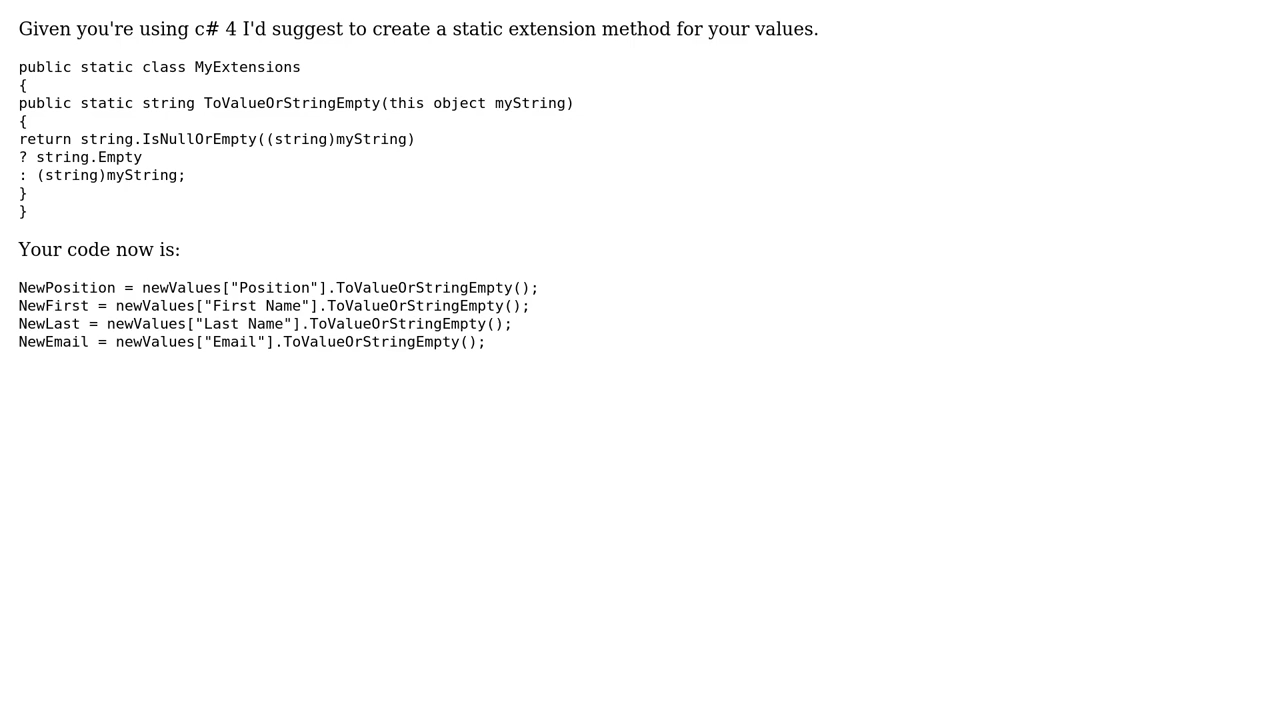 Given you're using c# 4 I'd suggest to create a static extension method for your values.
public static class MyExtensions
{
public static string ToValueOrStringEmpty(this object myString)
{
return string.IsNullOrEmpty((string)myString)
? string.Empty
: (string)myString;
}
}
Your code now is:
NewPosition = newValues["Position"].ToValueOrStringEmpty();
NewFirst = newValues["First Name"].ToValueOrStringEmpty();
NewLast = newValues["Last Name"].ToValueOrStringEmpty();
NewEmail = newValues["Email"].ToValueOrStringEmpty();